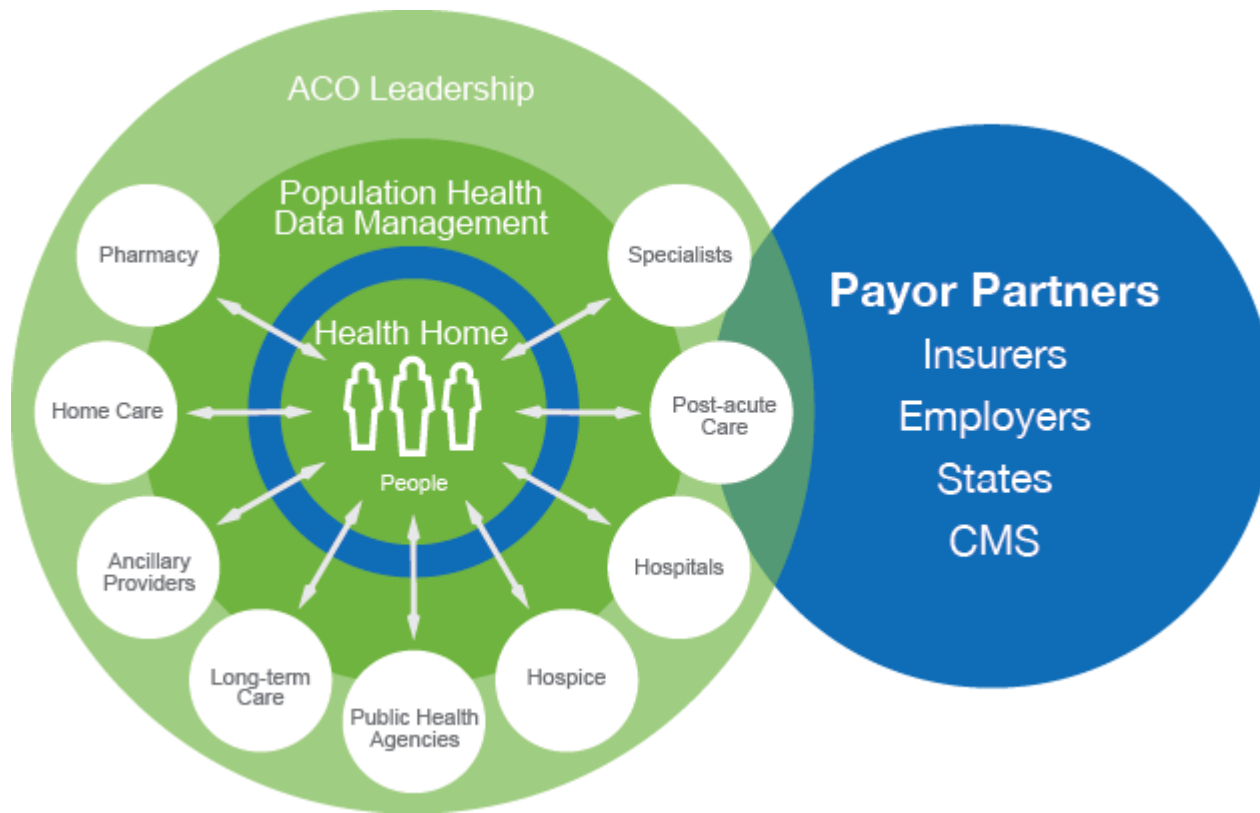 ACO Leadership
Population Health
Data Management
Pharmacy
Specialists
Health Home
Home Care
People
Post-acute
Care
Ancillary
Providers
Hospitals
Long-term
Care
Hospice
Public Health
Agencies
Payor Partners
Insurers
Employers
States
CMS